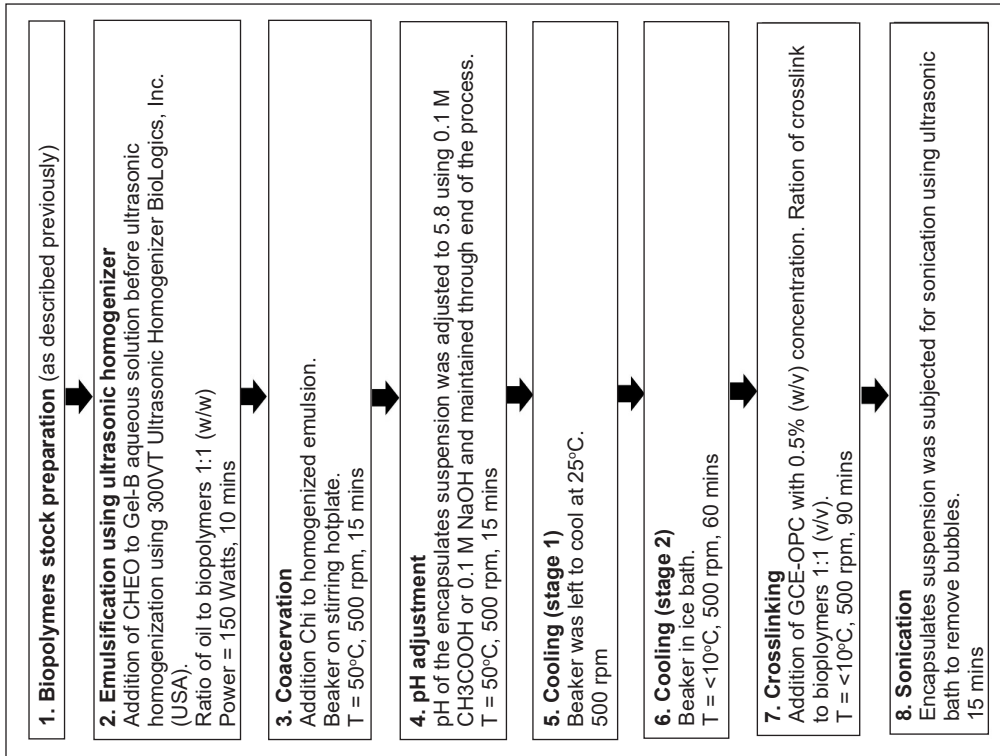 1. Biopolymers stock preparation (as described previously)
2. Emulsification using ultrasonic homogenizer
Addition of CHEO to Gel-B aqueous solution before ultrasonic
homogenization using 300VT Ultrasonic Homogenizer BioLogics, Inc.
(USA).
Ratio of oil to biopolymers 1:1 (w/w)
Power = 150 Watts, 10 mins
3. Coacervation
Addition Chi to homogenized emulsion.
Beaker on stirring hotplate.
T = 50°C, 500 rpm, 15 mins
4. pH adjustment
pH of the encapsulates suspension was adjusted to 5.8 using 0.1 M
CH3COOH or 0.1 M NaOH and maintained through end of the process.
T = 50°C, 500 rpm, 15 mins
5. Cooling (stage 1)
Beaker was left to cool at 25°C.
500 rpm
6. Cooling (stage 2)
Beaker in ice bath.
T = <10°C, 500 rpm, 60 mins
7. Crosslinking
Addition of GCE-OPC with 0.5% (w/v) concentration. Ration of crosslink
to bioploymers 1:1 (v/v).
T = <10°C, 500 rpm, 90 mins
8. Sonication
Encapsulates suspension was subjected for sonication using ultrasonic
bath to remove bubbles.
15 mins